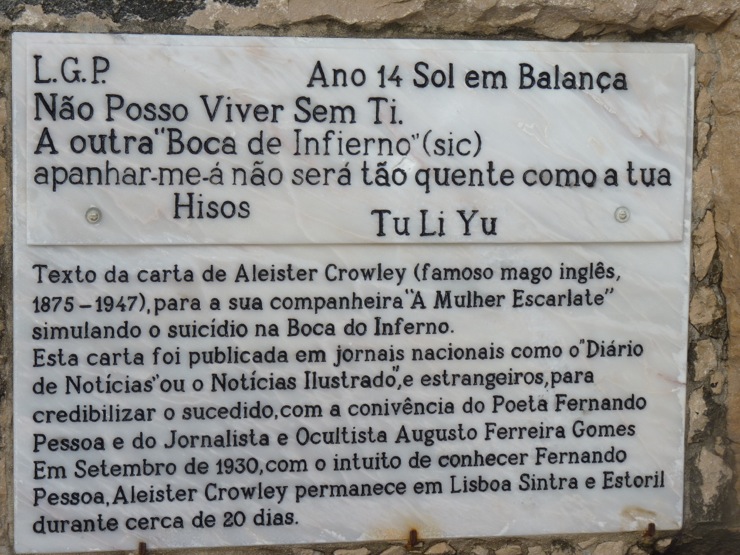 L.G.P. Ano 14 Sol em Balança
Não Posso Viver Sem Ti.
A outra "Boca de Infierno" (sic)
apanhar-me-á não será tão quente como a tua
Hisos
Tu Li Yu
Texto da carta de Aleister Crowley (famoso mago inglês,
1875-1947), para a sua companheira "A Mulher Escarlate"
simulando o suicídio na Boca do Inferno.
Esta carta foi publicada em jornais nacionais como o "Diário
de Notícias" ou o Notícias Ilustrado", e estrangeiros, para
credibilizar o sucedido, com a conivência do Poeta Fernando
Pessoa e do Jornalista e Ocultista Augusto Ferreira Gomes
Em Setembro de 1930, com o intuito de conhecer Fernando
Pessoa, Aleister Crowley permanece em Lisboa Sintra e Estoril
durante cerca de 20 dias.